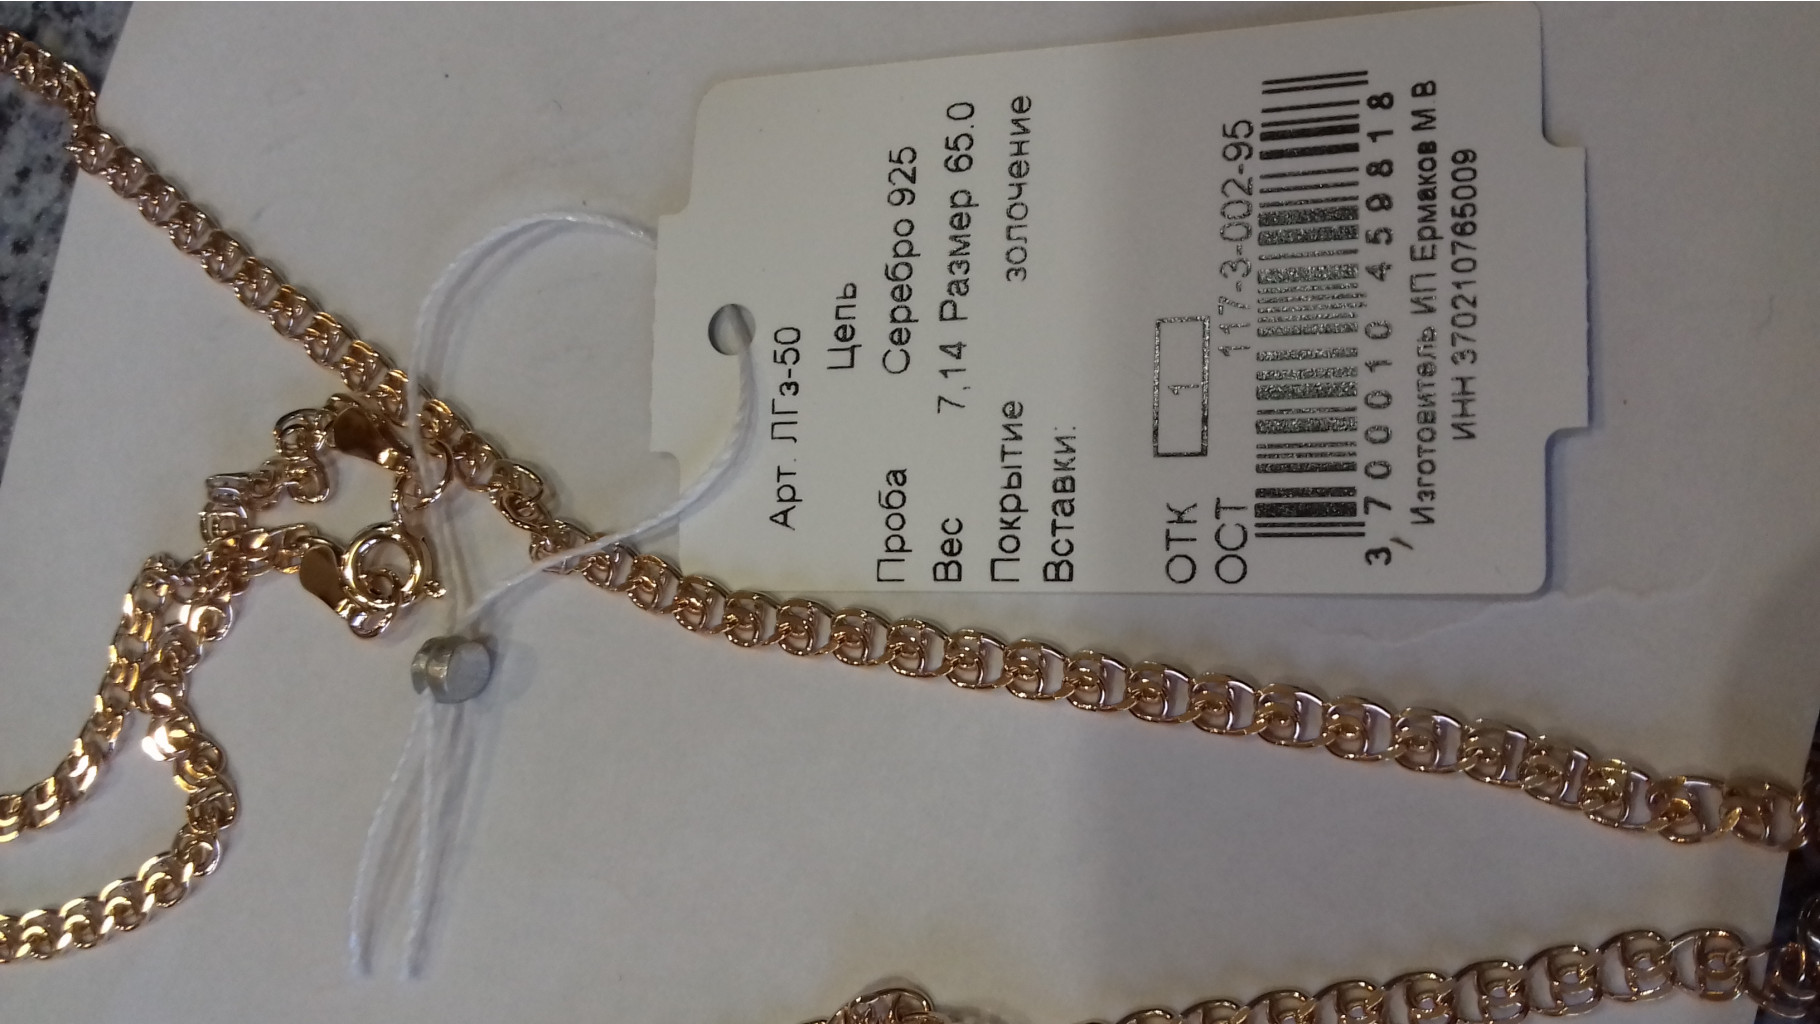 Арт. ЛГз-50
Цепь
Проба Серебро 925
Вес 7,14 Размер 65.0
Покрытие золочение
Вставки:
ОТК 1
ОСТ 117-3-002-95
3 700010 459818
Изготовитель ИП Ермаков М.В
ИНН 370210765009